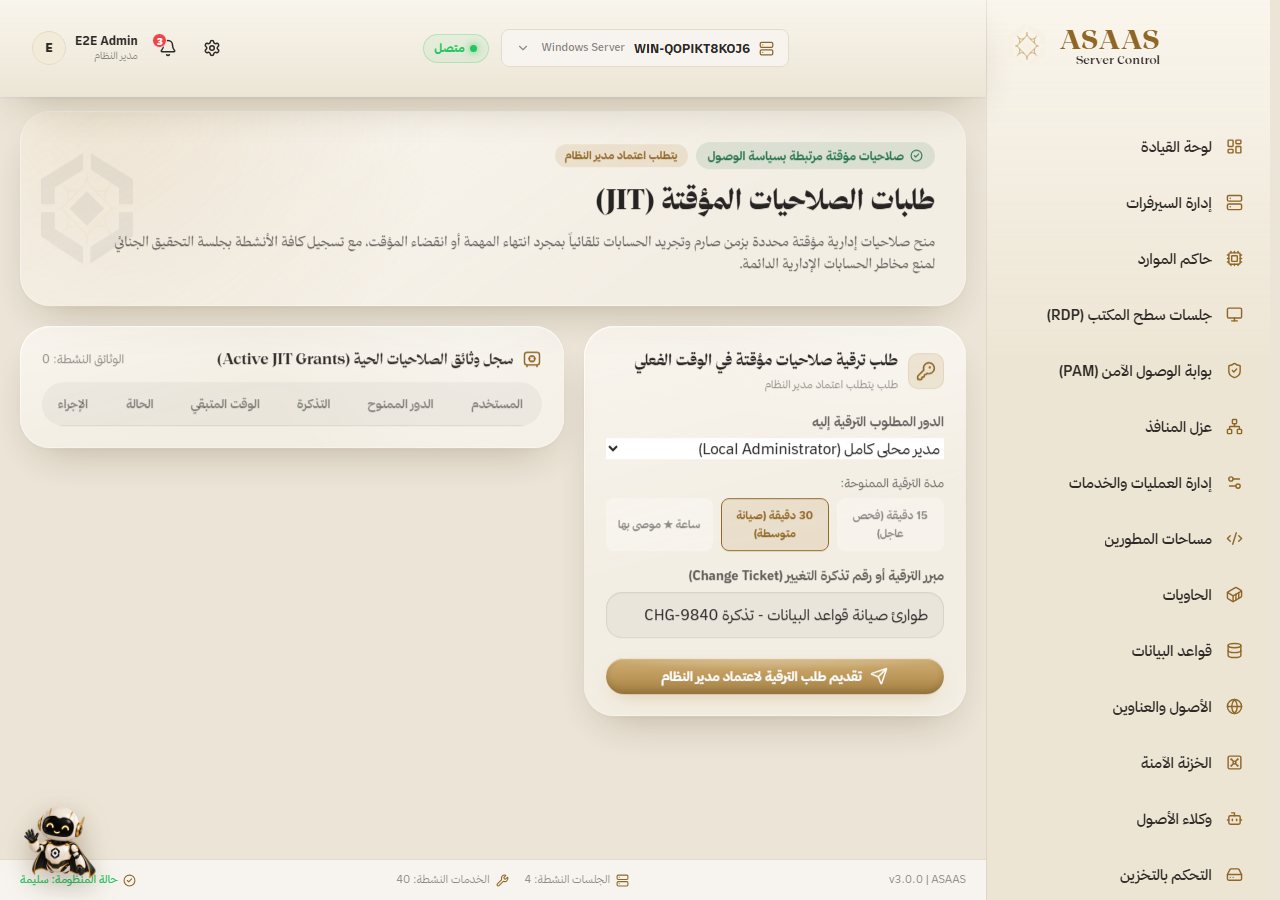 ASAAS
Server Control
لوحة القيادة
إدارة السيرفرات
حاكم الموارد
جلسات سطح المكتب (RDP)
بوابة الوصول الآمن (PAM)
عزل المنافذ
إدارة العمليات والخدمات
مساحات المطورين
الحاويات
قواعد البيانات
الأصول والعناوين
الخزنة الآمنة
وكلاء الأصول
التحكم بالتخزين
WIN-QOPIKT8KOJ6 Windows Server
متصل
3
E2E Admin
مدير النظام
E
صلاحيات مؤقتة مرتبطة بسياسة الوصول
يتطلب اعتماد مدير النظام
طلبات الصلاحيات المؤقتة (JIT)
منح صلاحيات إدارية مؤقتة محددة بزمن صارم وتجريد الحسابات تلقائياً بمجرد انتهاء المهمة أو انقضاء المؤقت، مع تسجيل كافة الأنشطة بجلسة التحقيق الجنائي
لمنع مخاطر الحسابات الإدارية الدائمة.
طلب ترقية صلاحيات مؤقتة في الوقت الفعلي
طلب يتطلب اعتماد مدير النظام
الدور المطلوب الترقية إليه
مدير محلي كامل (Local Administrator)
مدة الترقية الممنوحة:
15 دقيقة (فحص
عاجل)
30 دقيقة (صيانة
متوسطة)
ساعة ★ موصى بها
مبرر الترقية أو رقم تذكرة التغيير (Change Ticket)
طوارئ صيانة قواعد البيانات - تذكرة CHG-9840
تقديم طلب الترقية لاعتماد مدير النظام
سجل وثائق الصلاحيات الحية (Active JIT Grants)
الوثائق النشطة: 0
المستخدم الدور الممنوح التذكرة الوقت المتبقي الحالة الإجراء
v3.0.0 | ASAAS
الجلسات النشطة: 4
الخدمات النشطة: 40
حالة المنظومة: سليمة